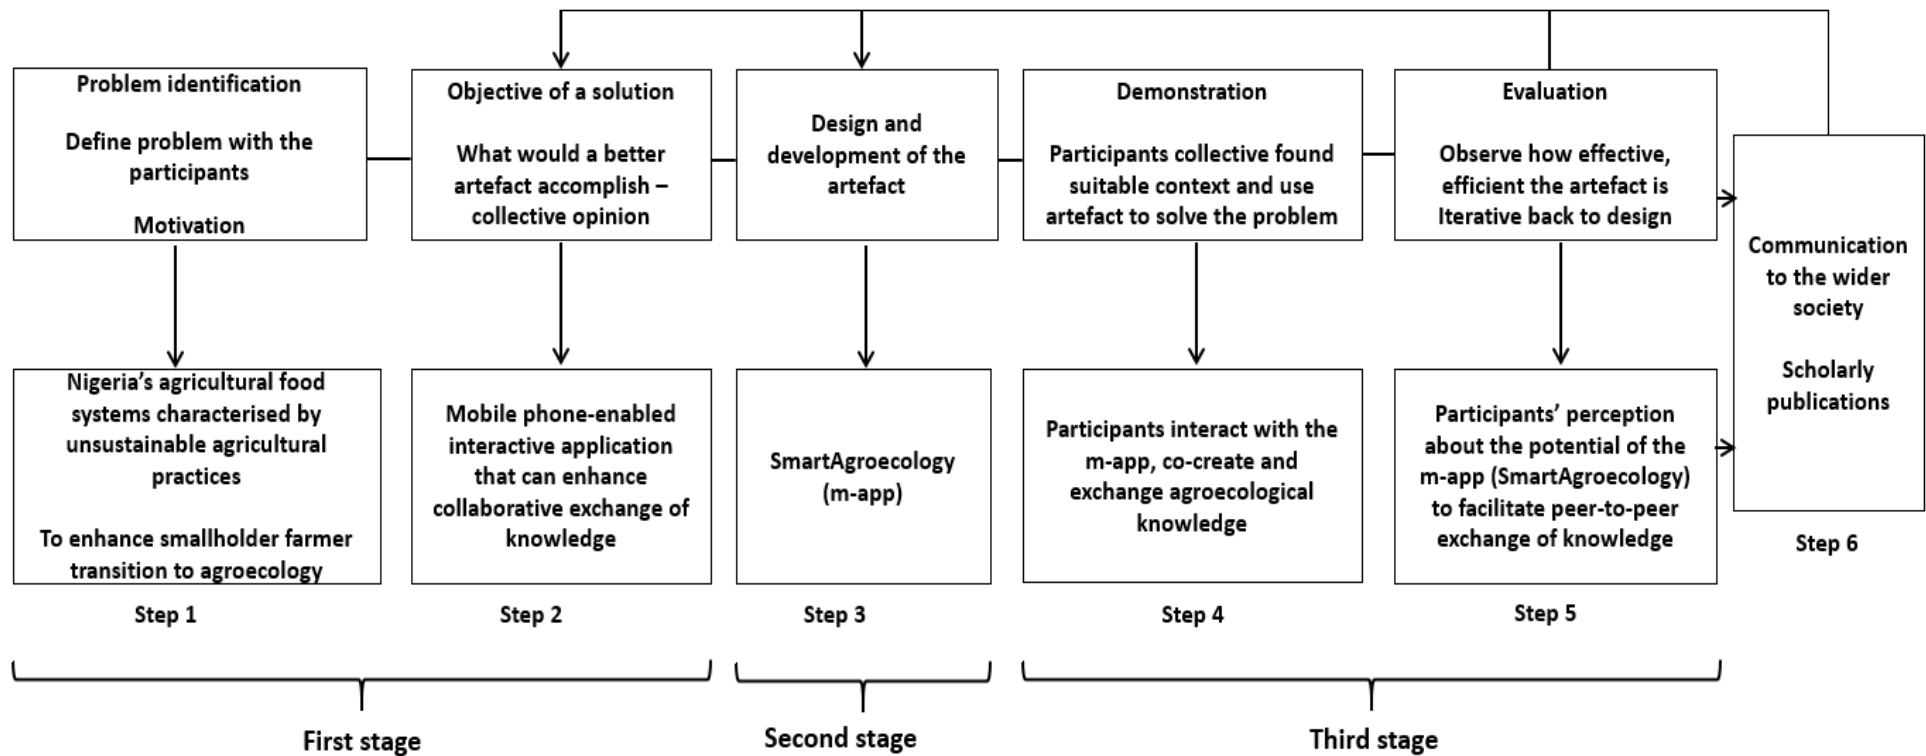 Problem identification
Define problem with the
participants
Motivation
Objective of a solution
What would a better
artefact accomplish –
collective opinion
Design and
development of the
artefact
Demonstration
Participants collective found
suitable context and use
artefact to solve the problem
Evaluation
Observe how effective,
efficient the artefact is
Iterative back to design
Communication
to the wider
society
Scholarly
publications
Step 6
Nigeria’s agricultural food
systems characterised by
unsustainable agricultural
practices
To enhance smallholder farmer
transition to agroecology
Step 1
Mobile phone-enabled
interactive application
that can enhance
collaborative exchange of
knowledge
Step 2
SmartAgroecology
(m-app)
Step 3
Participants interact with the
m-app, co-create and
exchange agroecological
knowledge
Step 4
Participants’ perception
about the potential of the
m-app (SmartAgroecology)
to facilitate peer-to-peer
exchange of knowledge
Step 5
First stage
Second stage
Third stage